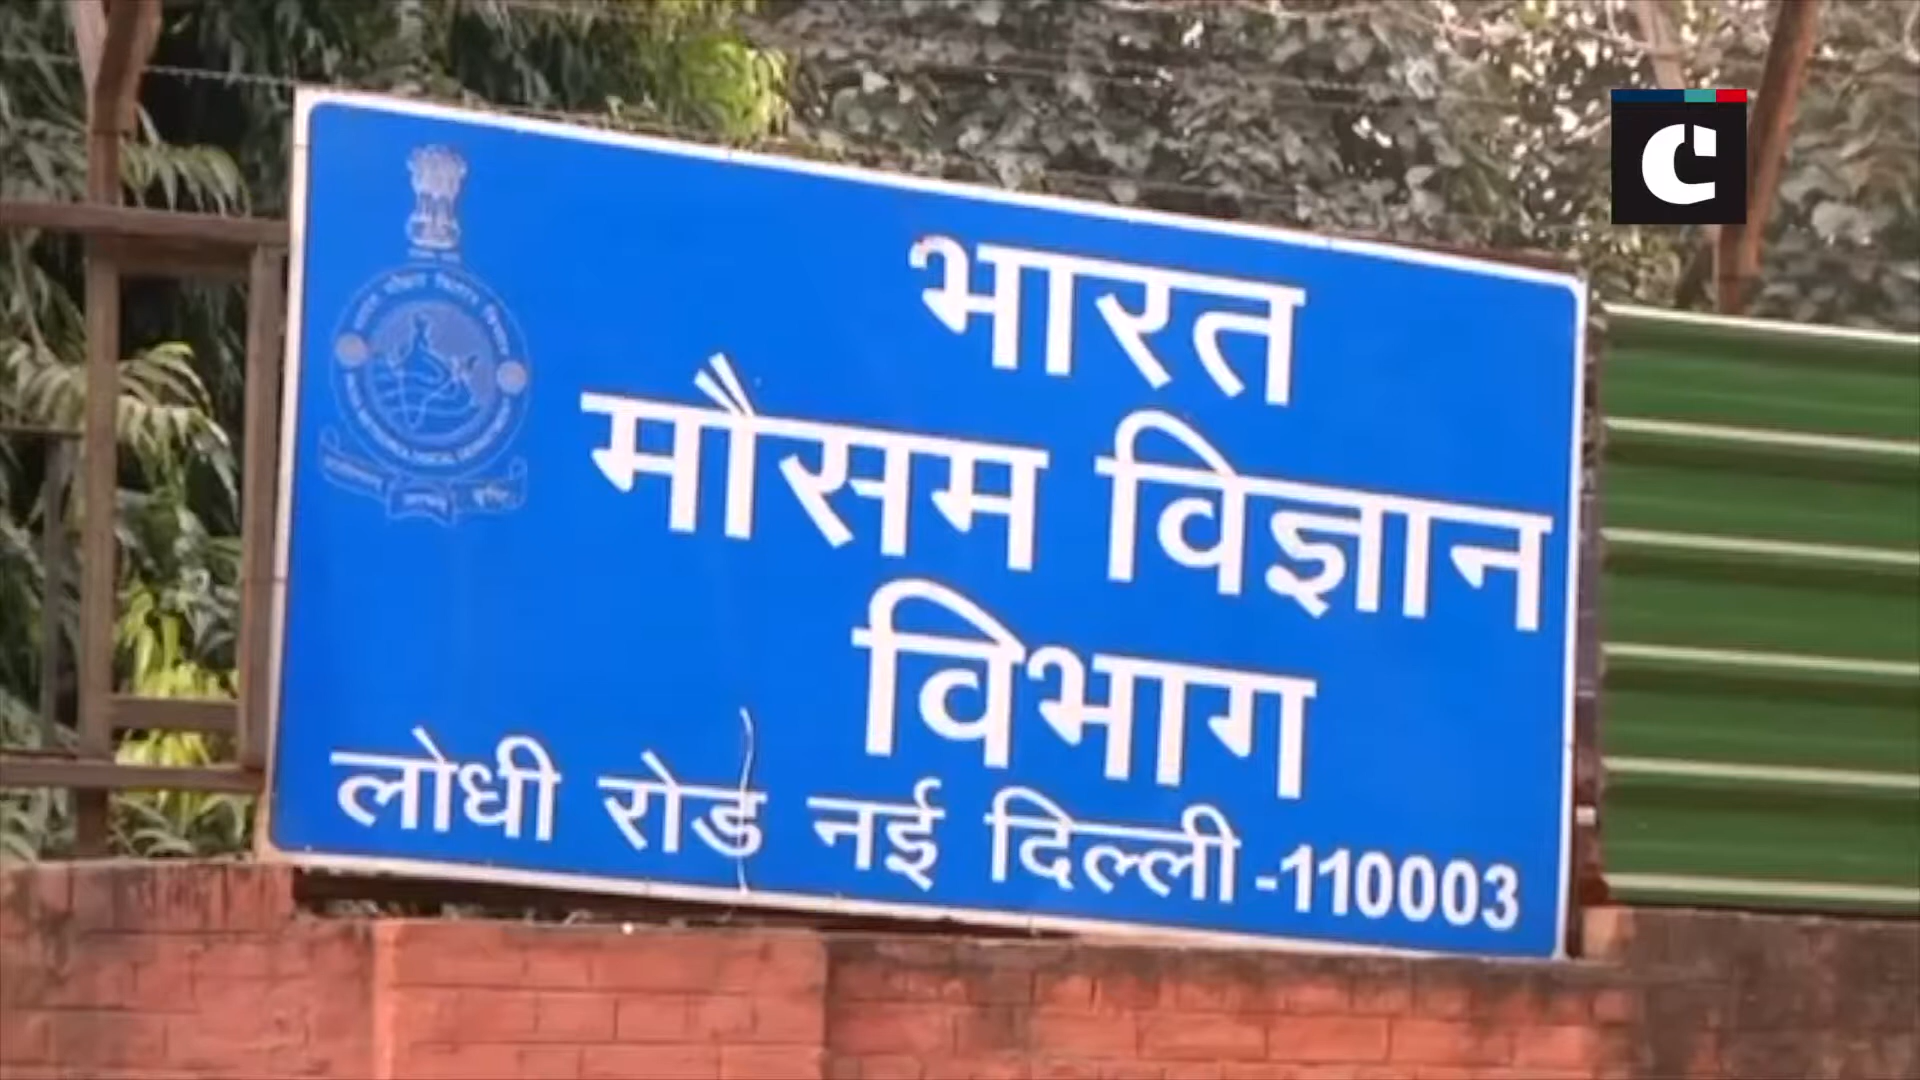 भारत
मौसम विज्ञान
विभाग
लोधी रोड नई दिल्ली -110003